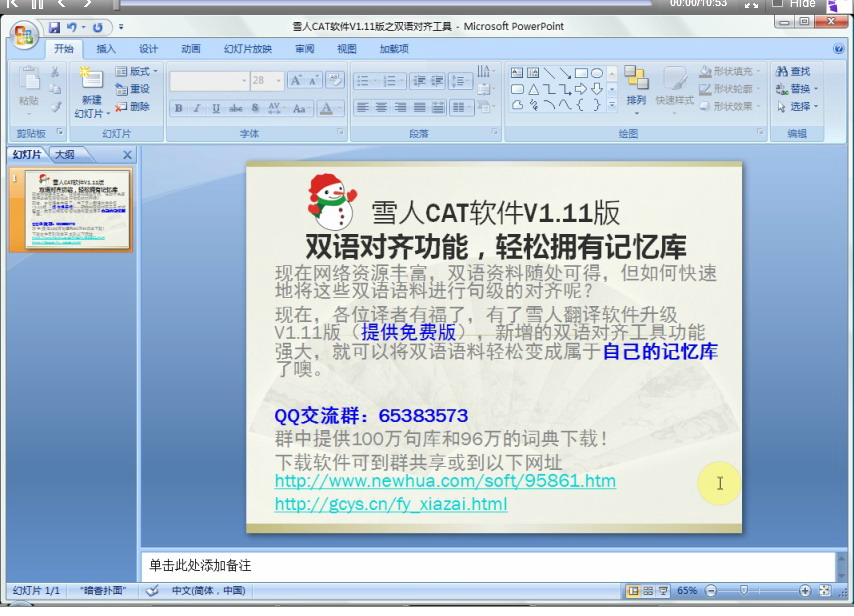 00:00/10:53
Hide
雪人CAT软件V1.11版之双语对齐工具 - Microsoft PowerPoint
开始 插入 设计 动画 幻灯片放映 审阅 视图 加载项
版式
重设
删除
粘贴
新建
幻灯片
28
B I U abc S AV Aa A
排列
快速样式
形状填充
形状轮廓
形状效果
查找
替换
选择
剪贴板 幻灯片 字体 段落 绘图 编辑
幻灯片 大纲
1
雪人CAT软件V1.11版
双语对齐功能，轻松拥有记忆库
现在网络资源丰富，双语资料随处可得，但如何快速
地将这些双语语料进行句级的对齐呢？
现在，各位译者有福了，有了雪人翻译软件升级
V1.11版（提供免费版），新增的双语对齐工具功能
强大，就可以将双语语料轻松变成属于自己的记忆库
了噢。
QQ交流群：65383573
群中提供100万句库和96万的词典下载！
下载软件可到群共享或到以下网址
http://www.newhua.com/soft/95861.htm
http://gcys.cn/fy_xiazai.html
单击此处添加备注
幻灯片 1/1 "暗香扑面" 中文(简体，中国) 65%